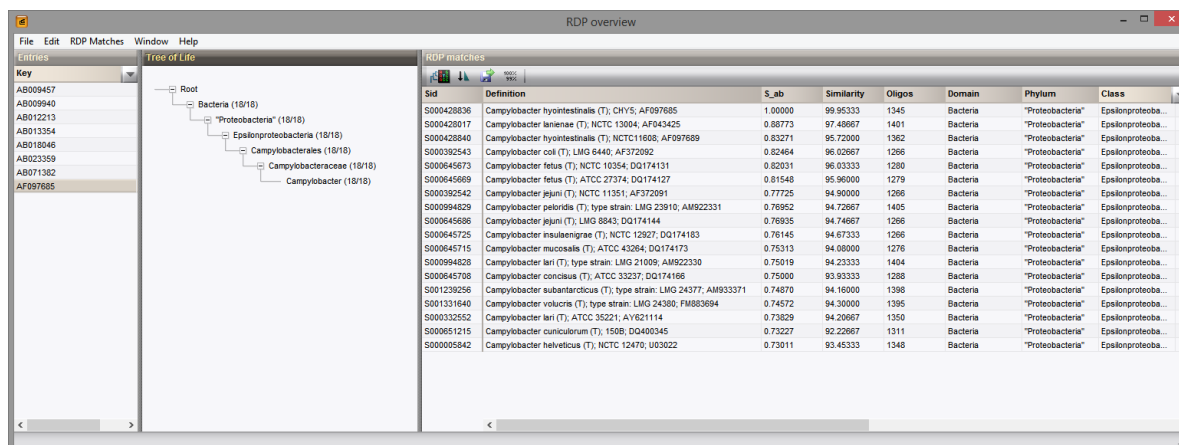 RDP overview
File Edit RDP Matches Window Help
Entries
Key
AB009457
AB009940
AB012213
AB013354
AB018046
AB023359
AB071382
AF097685
Tree of Life
Root
Bacteria (18/18)
"Proteobacteria" (18/18)
Epsilonproteobacteria (18/18)
Campylobacterales (18/18)
Campylobacteraceae (18/18)
Campylobacter (18/18)
RDP matches
Sid Definition S_ab Similarity Oligos Domain Phylum Class
S000428836 Campylobacter hyointestinalis (T); CHY5; AF097685 1.00000 99.95333 1345 Bacteria "Proteobacteria" Epsilonproteoba...
S000428017 Campylobacter lanienae (T); NCTC 13004; AF043425 0.88773 97.48667 1401 Bacteria "Proteobacteria" Epsilonproteoba...
S000428840 Campylobacter hyointestinalis (T); NCTC11608; AF097689 0.83271 95.72000 1362 Bacteria "Proteobacteria" Epsilonproteoba...
S000392543 Campylobacter coli (T); LMG 6440; AF372092 0.82464 96.02667 1266 Bacteria "Proteobacteria" Epsilonproteoba...
S000645673 Campylobacter fetus (T); NCTC 10354; DQ174131 0.82031 96.03333 1280 Bacteria "Proteobacteria" Epsilonproteoba...
S000645669 Campylobacter fetus (T); ATCC 27374; DQ174127 0.81548 95.96000 1279 Bacteria "Proteobacteria" Epsilonproteoba...
S000392542 Campylobacter jejuni (T); NCTC 11351; AF372091 0.77725 94.90000 1266 Bacteria "Proteobacteria" Epsilonproteoba...
S000994829 Campylobacter peloridis (T); type strain: LMG 23910; AM922331 0.76952 94.72667 1405 Bacteria "Proteobacteria" Epsilonproteoba...
S000645686 Campylobacter jejuni (T); LMG 8843; DQ174144 0.76935 94.74667 1266 Bacteria "Proteobacteria" Epsilonproteoba...
S000645725 Campylobacter insulaenigrae (T); NCTC 12927; DQ174183 0.76145 94.67333 1266 Bacteria "Proteobacteria" Epsilonproteoba...
S000645715 Campylobacter mucosalis (T); ATCC 43264; DQ174173 0.75313 94.08000 1276 Bacteria "Proteobacteria" Epsilonproteoba...
S000994828 Campylobacter lari (T); type strain: LMG 21009; AM922330 0.75019 94.23333 1404 Bacteria "Proteobacteria" Epsilonproteoba...
S000645708 Campylobacter concisus (T); ATCC 33237; DQ174166 0.75000 93.93333 1288 Bacteria "Proteobacteria" Epsilonproteoba...
S001239256 Campylobacter subantarcticus (T); type strain: LMG 24377; AM933371 0.74870 94.16000 1398 Bacteria "Proteobacteria" Epsilonproteoba...
S001331640 Campylobacter volucris (T); type strain: LMG 24380; FM883694 0.74572 94.30000 1395 Bacteria "Proteobacteria" Epsilonproteoba...
S000332552 Campylobacter lari (T); ATCC 35221; AY621114 0.73829 94.20667 1350 Bacteria "Proteobacteria" Epsilonproteoba...
S000651215 Campylobacter cuniculorum (T); 150B; DQ400345 0.73227 92.22667 1311 Bacteria "Proteobacteria" Epsilonproteoba...
S000005842 Campylobacter helveticus (T); NCTC 12470; U03022 0.73011 93.45333 1348 Bacteria "Proteobacteria" Epsilonproteoba...